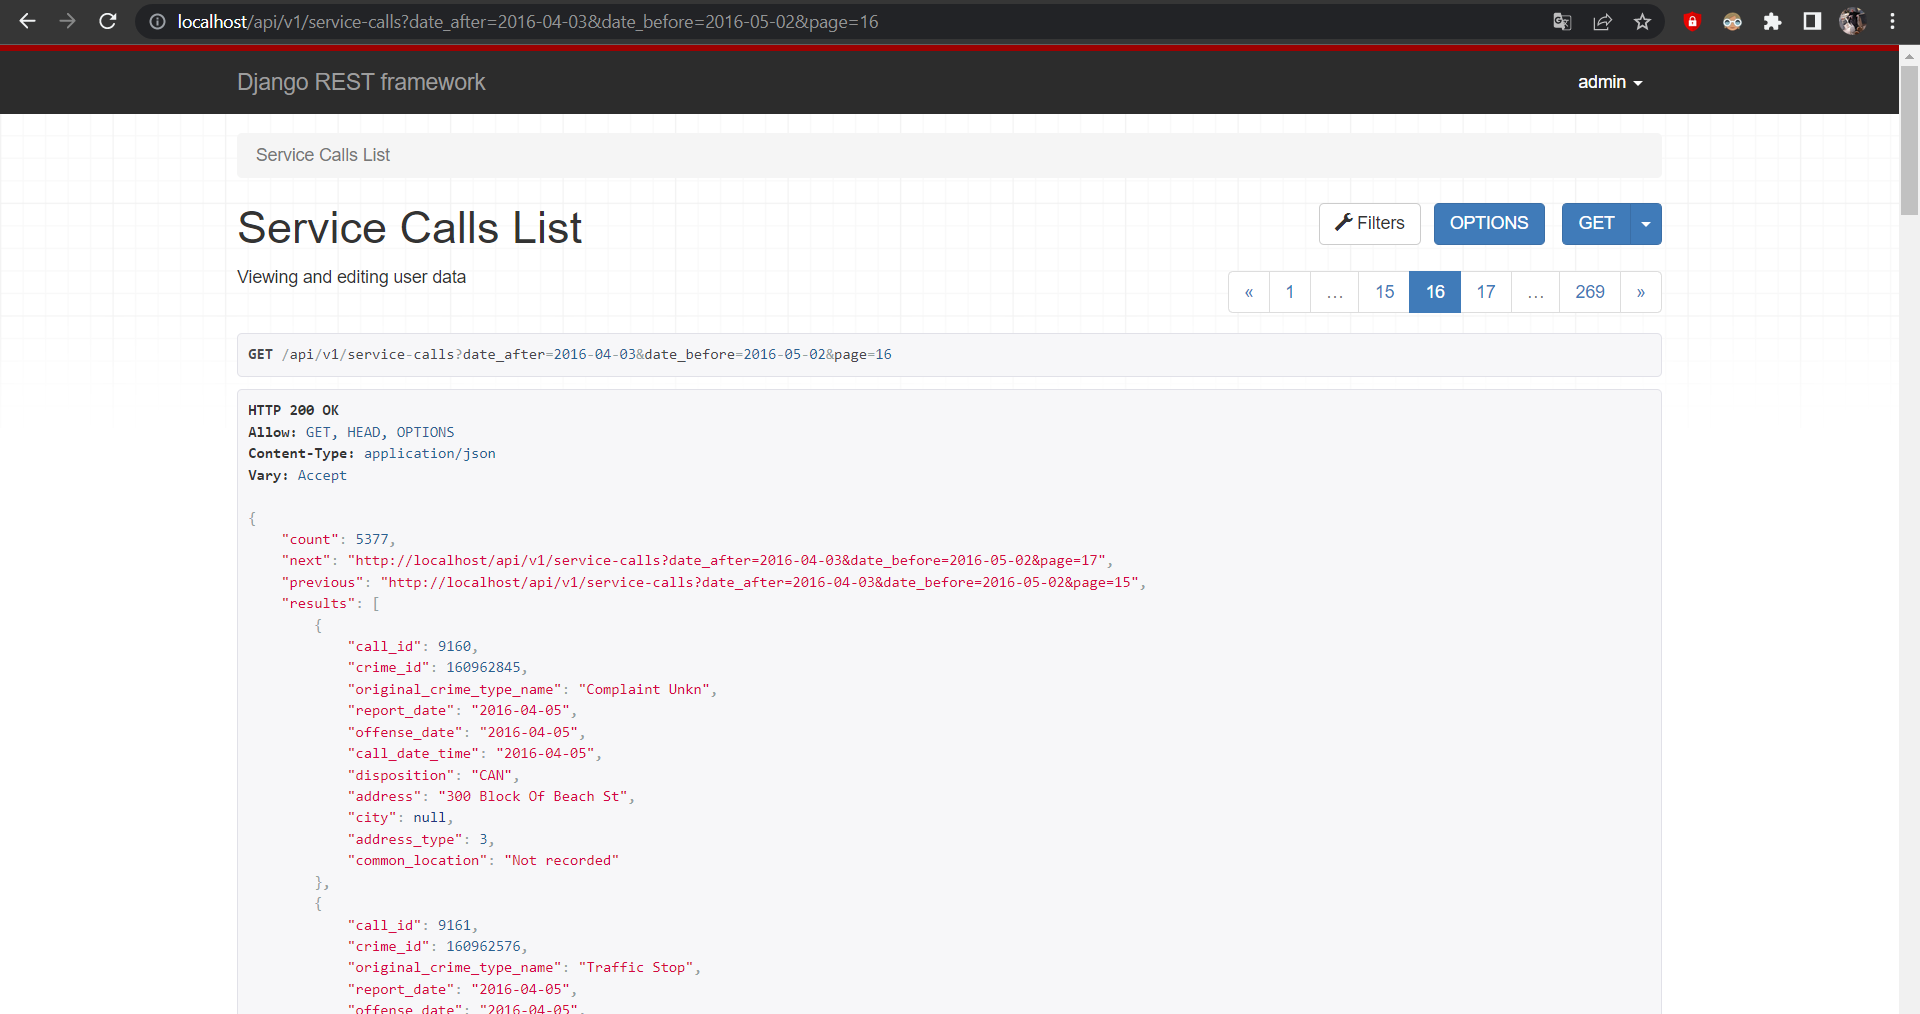 localhost/api/v1/service-calls?date_after=2016-04-03&date_before=2016-05-02&page=16
Django REST framework
admin
Service Calls List
Service Calls List
Filters
OPTIONS
GET
Viewing and editing user data
« 1 … 15 16 17 … 269 »
GET /api/v1/service-calls?date_after=2016-04-03&date_before=2016-05-02&page=16
HTTP 200 OK
Allow: GET, HEAD, OPTIONS
Content-Type: application/json
Vary: Accept
{
"count": 5377,
"next": "http://localhost/api/v1/service-calls?date_after=2016-04-03&date_before=2016-05-02&page=17",
"previous": "http://localhost/api/v1/service-calls?date_after=2016-04-03&date_before=2016-05-02&page=15",
"results": [
{
"call_id": 9160,
"crime_id": 160962845,
"original_crime_type_name": "Complaint Unkn",
"report_date": "2016-04-05",
"offense_date": "2016-04-05",
"call_date_time": "2016-04-05",
"disposition": "CAN",
"address": "300 Block Of Beach St",
"city": null,
"address_type": 3,
"common_location": "Not recorded"
},
{
"call_id": 9161,
"crime_id": 160962576,
"original_crime_type_name": "Traffic Stop",
"report_date": "2016-04-05",
"offense_date": "2016-04-05",